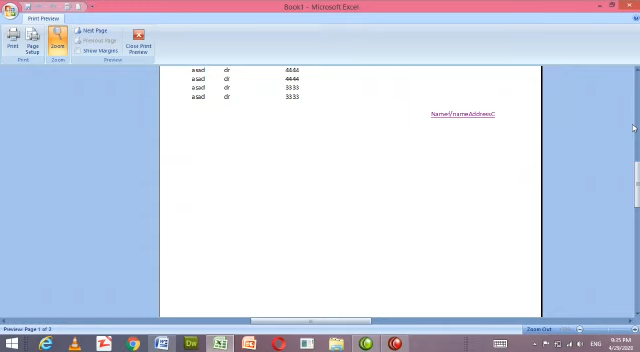 Book1 - Microsoft Excel
Print Preview
Print
Page Setup
Zoom
Next Page
Previous Page
Show Margins
Close Print Preview
Print
Zoom
Preview
asad dr 4444
asad dr 4444
asad dr 3333
asad dr 3333
Name!/nameAddressC
Preview: Page 1 of 2
Zoom Out
ENG
9:35 PM
4/29/2020